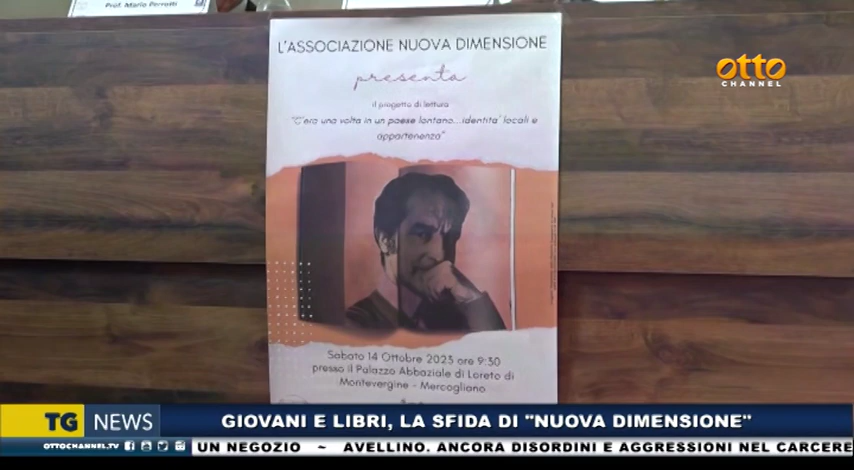 Prof. Mario Perrotti
L'ASSOCIAZIONE NUOVA DIMENSIONE
presenta
il progetto di lettura
"C'era una volta in un paese lontano...identita' locali e
appartenenza"
otto
CHANNEL
Sabato 14 Ottobre 2023 ore 9:30
presso il Palazzo Abbaziale di Loreto di
Montevergine - Mercogliano
TG NEWS
GIOVANI E LIBRI, LA SFIDA DI "NUOVA DIMENSIONE"
OTTOCHANNEL.TV
UN NEGOZIO ~ AVELLINO. ANCORA DISORDINI E AGGRESSIONI NEL CARCERE